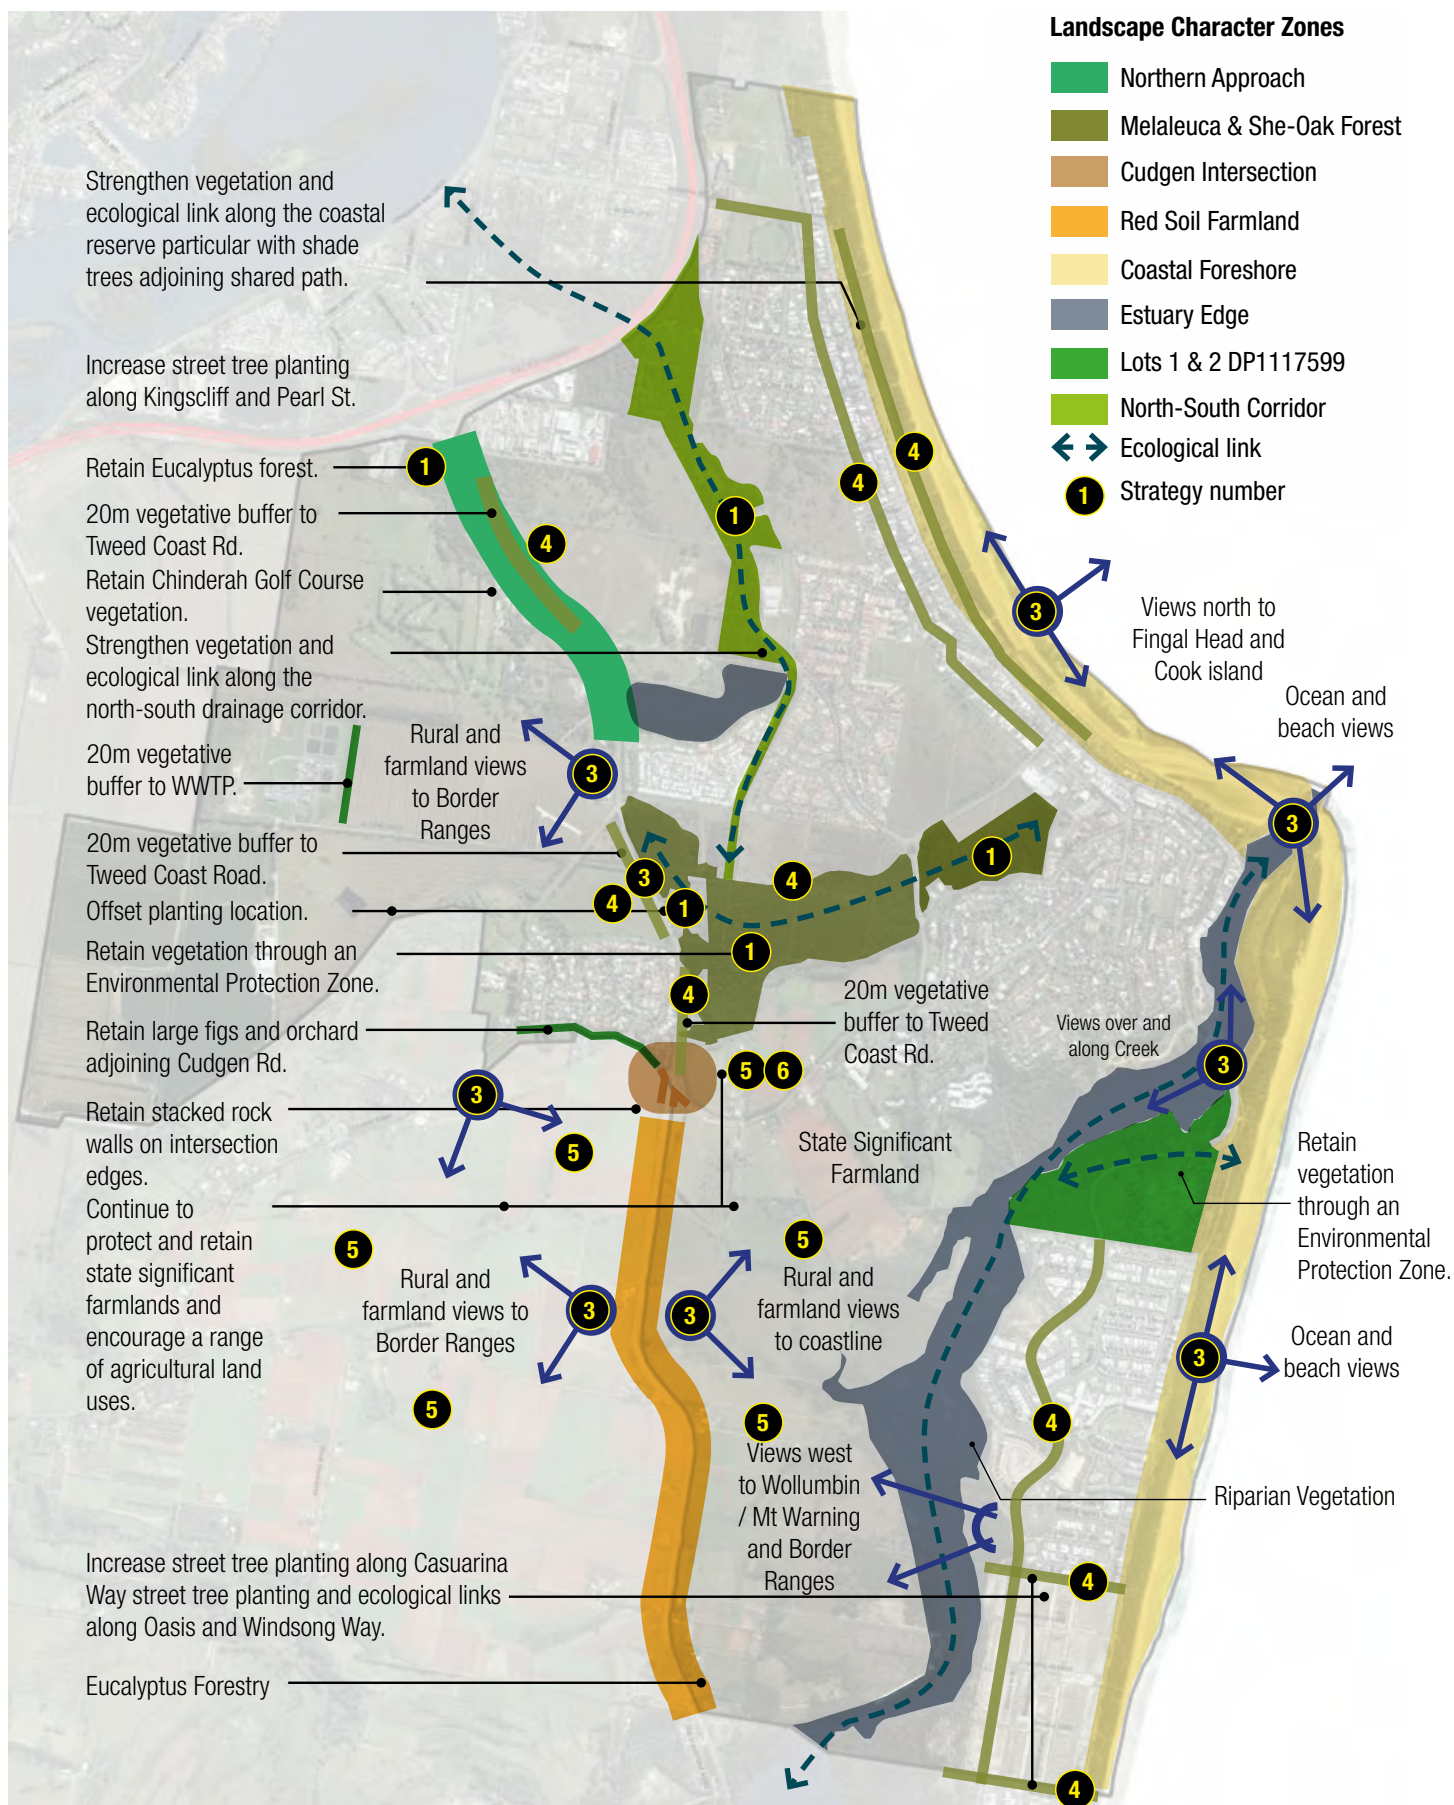 Landscape Character Zones
Northern Approach
Melaleuca & She-Oak Forest
Cudgen Intersection
Red Soil Farmland
Coastal Foreshore
Estuary Edge
Lots 1 & 2 DP1117599
North-South Corridor
Ecological link
1 Strategy number
Strengthen vegetation and
ecological link along the coastal
reserve particular with shade
trees adjoining shared path.
Increase street tree planting
along Kingscliff and Pearl St.
Retain Eucalyptus forest.
1
20m vegetative buffer to
Tweed Coast Rd.
4
Retain Chinderah Golf Course
vegetation.
Strengthen vegetation and
ecological link along the
north-south drainage corridor.
1
4
4
3
Views north to
Fingal Head and
Cook island
Ocean and
beach views
3
20m vegetative
buffer to WWTP.
Rural and
farmland views
to Border
Ranges
3
20m vegetative buffer to
Tweed Coast Road.
3
4
1
4
1
Offset planting location.
Retain vegetation through an
Environmental Protection Zone.
1
4
20m vegetative
buffer to Tweed
Coast Rd.
Views over and
along Creek
3
Retain large figs and orchard
adjoining Cudgen Rd.
5
6
3
Retain stacked rock
walls on intersection
edges.
5
State Significant
Farmland
Retain
vegetation
through an
Environmental
Protection Zone.
Continue to
protect and retain
state significant
farmlands and
encourage a range
of agricultural land
uses.
5
Rural and
farmland views to
Border Ranges
3
3
5
Rural and
farmland views
to coastline
3
Ocean and
beach views
5
5
4
Views west
to Wollumbin
/ Mt Warning
and Border
Ranges
Riparian Vegetation
Increase street tree planting along Casuarina
Way street tree planting and ecological links
along Oasis and Windsong Way.
4
Eucalyptus Forestry
4